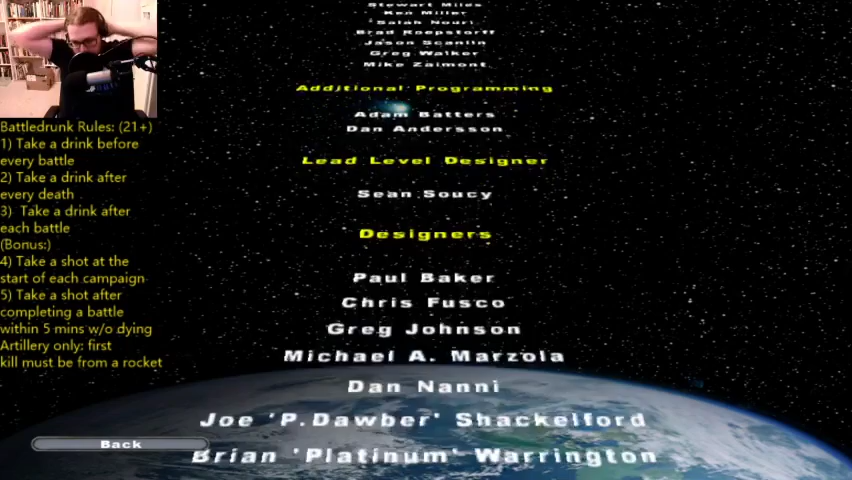 Stewart Miles
Ken Miller
Salah Nouri
Brad Roepstorff
Jason Scanlin
Greg Walker
Mike Zaimont
Additional Programming
Adam Batters
Dan Andersson
Lead Level Designer
Sean Soucy
Designers
Paul Baker
Chris Fusco
Greg Johnson
Michael A. Marzola
Dan Nanni
Joe 'P.Dawber' Shackelford
Brian 'Platinum' Warrington
Back
Battledrunk Rules: (21+)
1) Take a drink before
every battle
2) Take a drink after
every death
3) Take a drink after
each battle
(Bonus:)
4) Take a shot at the
start of each campaign
5) Take a shot after
completing a battle
within 5 mins w/o dying
Artillery only: first
kill must be from a rocket